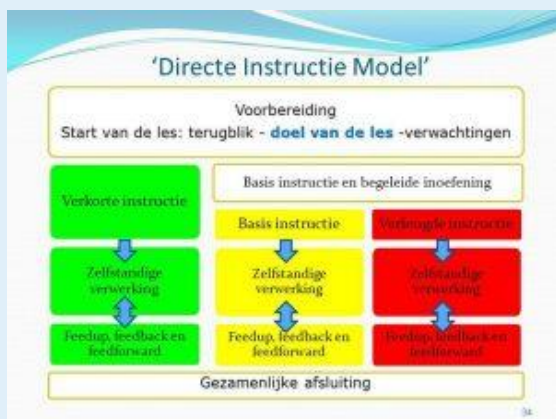 'Directe Instructie Model'
Voorbereiding
Start van de les: terugblik - doel van de les -verwachtingen
Verkorte instructie
Basis instructie en begeleide inoefening
Basis instructie
Verlengde instructie
Zelfstandige
verwerking
Zelfstandige
verwerking
Zelfstandige
verwerking
Feedup, feedback en
feedforward
Feedup, feedback en
feedforward
Feedup, feedback en
feedforward
Gezamenlijke afsluiting
34